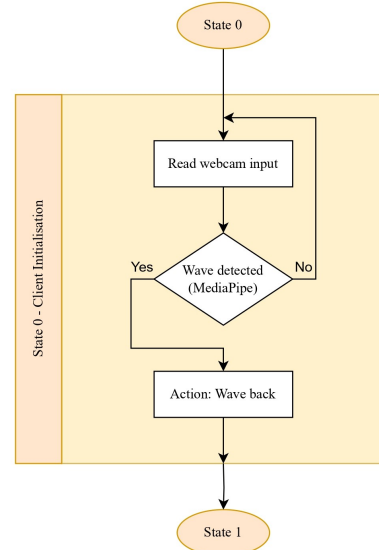 State 0
State 0 - Client Initialisation
Read webcam input
Wave detected
(MediaPipe)
Yes
No
Action: Wave back
State 1